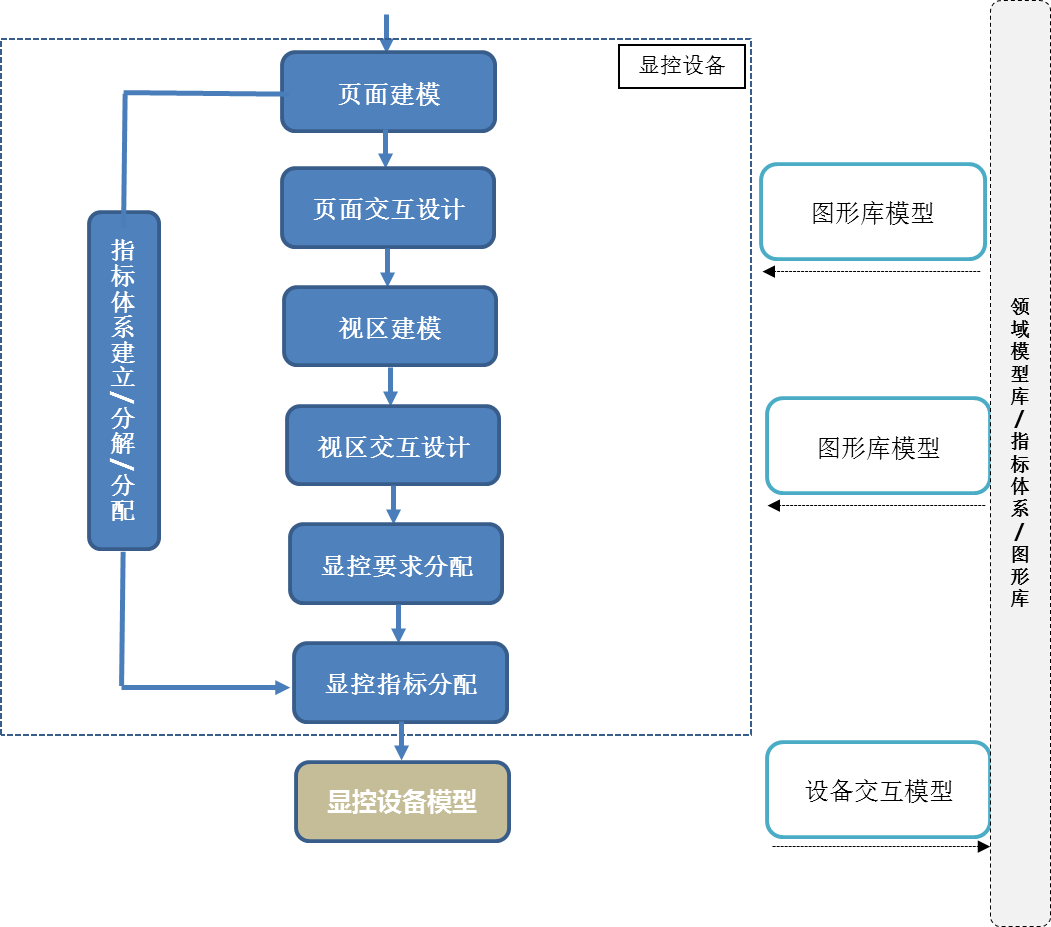 显控设备
页面建模
页面交互设计
图形库模型
指标体系建立/分解/分配
视区建模
领域模型库/指标体系/图形库
视区交互设计
图形库模型
显控要求分配
显控指标分配
显控设备模型
设备交互模型